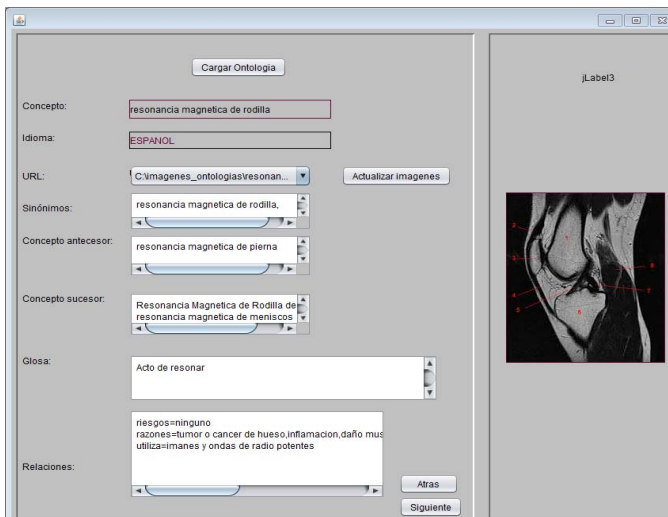 Cargar Ontologia
jLabel3
Concepto:
resonancia magnetica de rodilla
Idioma:
ESPANOL
URL:
C:\imagenes_ontologias\resonan...
Actualizar imagenes
Sinónimos:
resonancia magnetica de rodilla,
Concepto antecesor:
resonancia magnetica de pierna
Concepto sucesor:
Resonancia Magnetica de Rodilla de
resonancia magnetica de meniscos
Glosa:
Acto de resonar
riesgos=ninguno
razones=tumor o cancer de hueso,inflamacion,daño mus
utiliza=imanes y ondas de radio potentes
Relaciones:
Atras
Siguiente